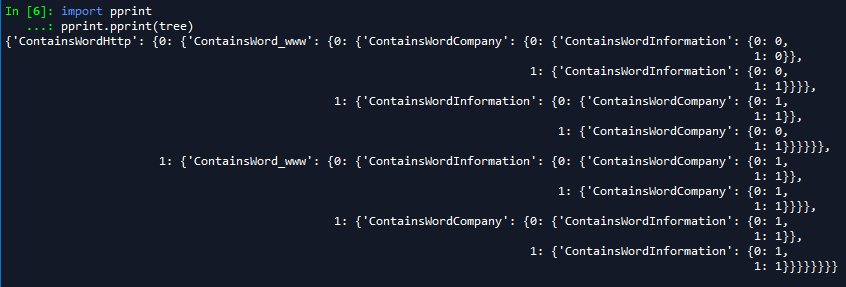 In [6]: import pprint
   ...: pprint.pprint(tree)
{'ContainsWordHttp': {0: {'ContainsWord_www': {0: {'ContainsWordCompany': {0: {'ContainsWordInformation': {0: 0,
1: 0}},
1: {'ContainsWordInformation': {0: 0,
1: 1}}}},
1: {'ContainsWordInformation': {0: {'ContainsWordCompany': {0: 1,
1: 1}},
1: {'ContainsWordCompany': {0: 0,
1: 1}}}}}},
1: {'ContainsWord_www': {0: {'ContainsWordInformation': {0: {'ContainsWordCompany': {0: 1,
1: 1}},
1: {'ContainsWordCompany': {0: 1,
1: 1}}}},
1: {'ContainsWordCompany': {0: {'ContainsWordInformation': {0: 1,
1: 1}},
1: {'ContainsWordInformation': {0: 1,
1: 1}}}}}}}}